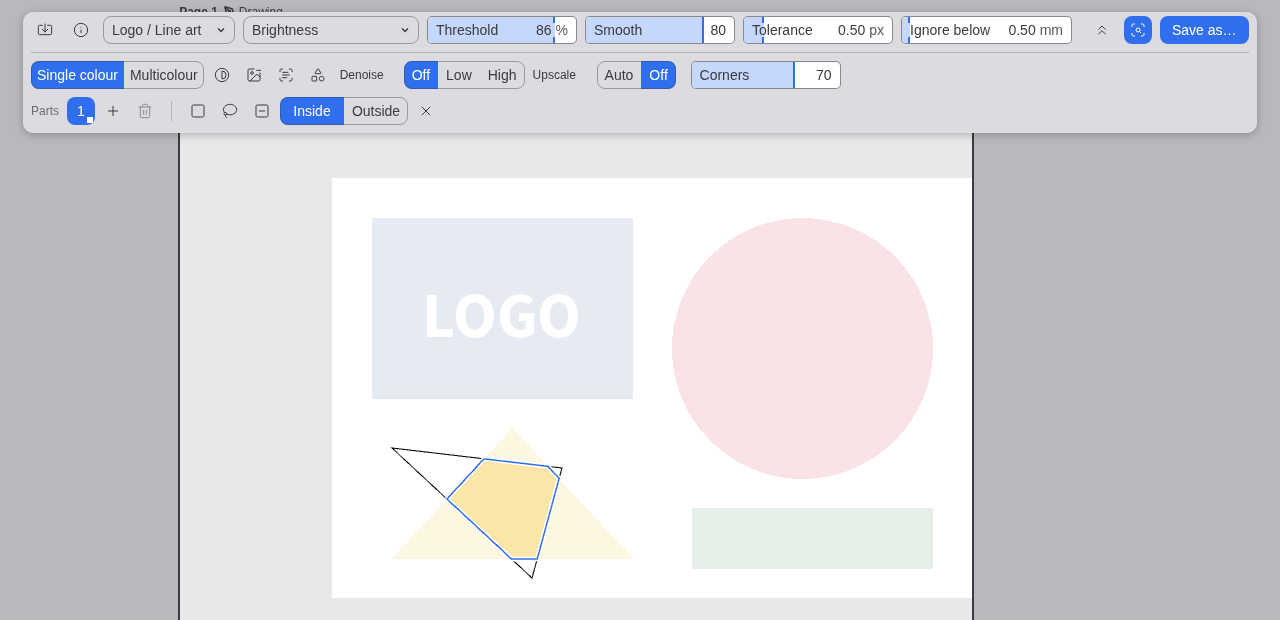 Page 1 Drawing
Logo / Line art Brightness Threshold 86 % Smooth 80 Tolerance 0.50 px Ignore below 0.50 mm Save as…
Single colour Multicolour Denoise Off Low High Upscale Auto Off Corners 70
Parts 1 Inside Outside
LOGO